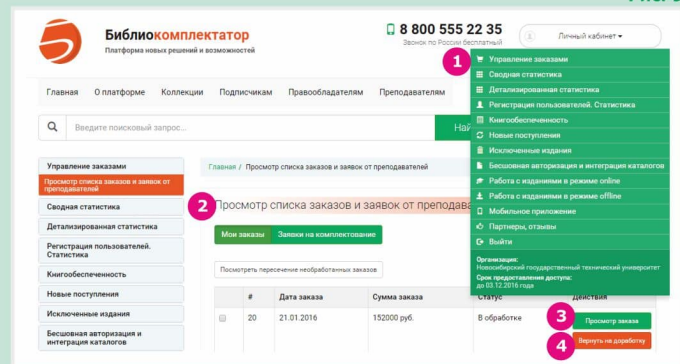 Библиокомплектатор
Платформа новых решений и возможностей
8 800 555 22 35
Звонок по России бесплатный
Личный кабинет
Главная О платформе Коллекции Подписчикам Правообладателям Преподавателям
Введите поисковый запрос...
Най
1
Управление заказами
Сводная статистика
Детализированная статистика
Регистрация пользователей. Статистика
Книгообеспеченность
Новые поступления
Исключенные издания
Бесшовная авторизация и интеграция каталогов
Работа с изданиями в режиме online
Работа с изданиями в режиме offline
Мобильное приложение
Партнеры, отзывы
Выйти
Организация:
Новосибирский государственный технический университет
Срок предоставления доступа:
до 03.12.2016 года
Управление заказами
Просмотр списка заказов и заявок от
преподавателей
Сводная статистика
Детализированная статистика
Регистрация пользователей.
Статистика
Книгообеспеченность
Новые поступления
Исключенные издания
Бесшовная авторизация и
интеграция каталогов
Главная / Просмотр списка заказов и заявок от преподавателей
2
Просмотр списка заказов и заявок от преподава
Мои заказы Заявки на комплектование
Посмотреть пересечение необработанных заказов
# Дата заказа Сумма заказа Статус Действия
20 21.01.2016 152000 руб. В обработке
3 Просмотр заказа
4 Вернуть на доработку